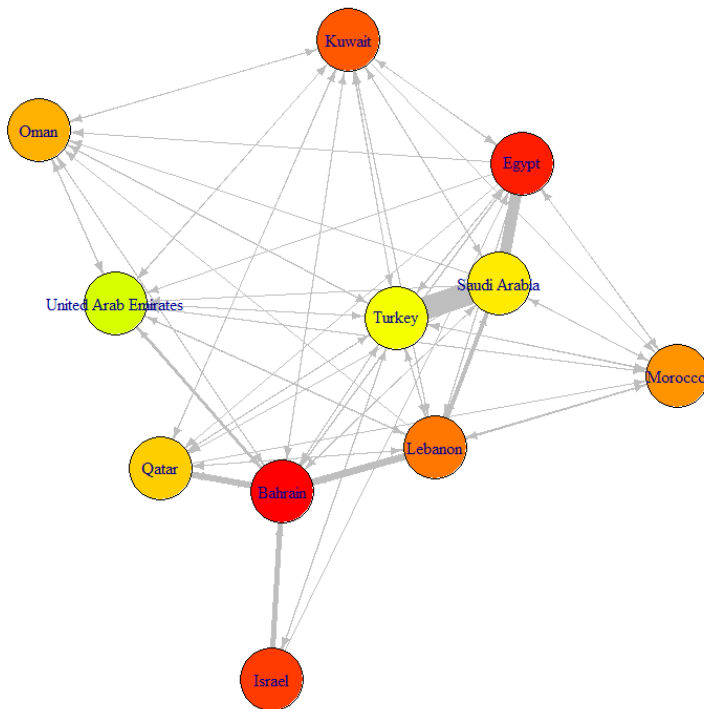 Kuwait
Oman
Egypt
Saudi Arabia
United Arab Emirates
Turkey
Morocco
Lebanon
Qatar
Bahrain
Israel